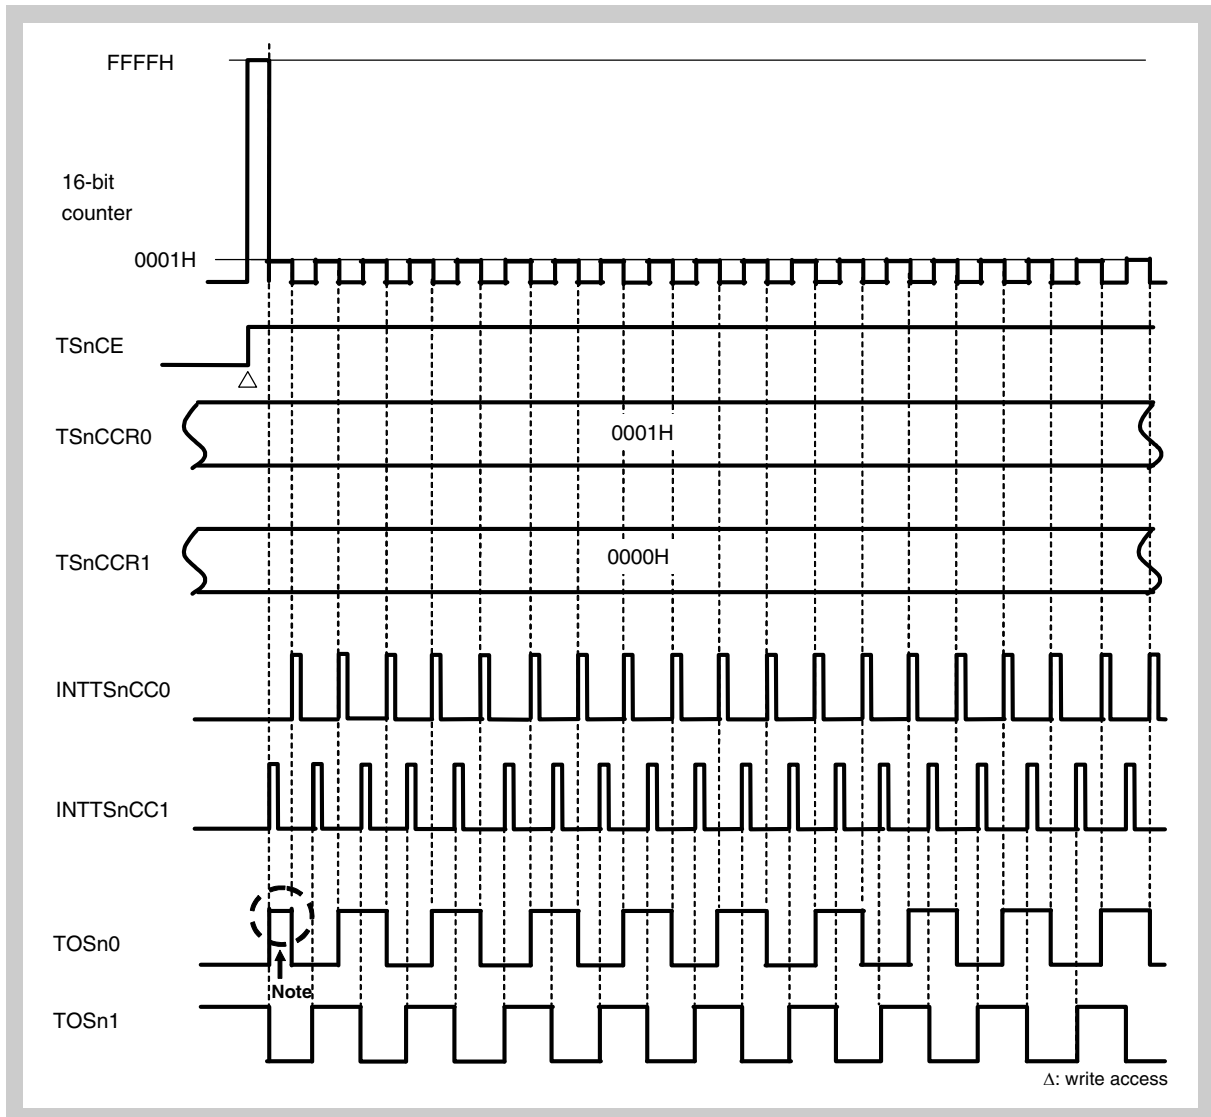 FFFFH
16-bit
counter
0001H
TSnCE
TSnCCR0
0001H
TSnCCR1
0000H
INTTSnCC0
INTTSnCC1
TOSn0
Note
TOSn1
Δ: write access